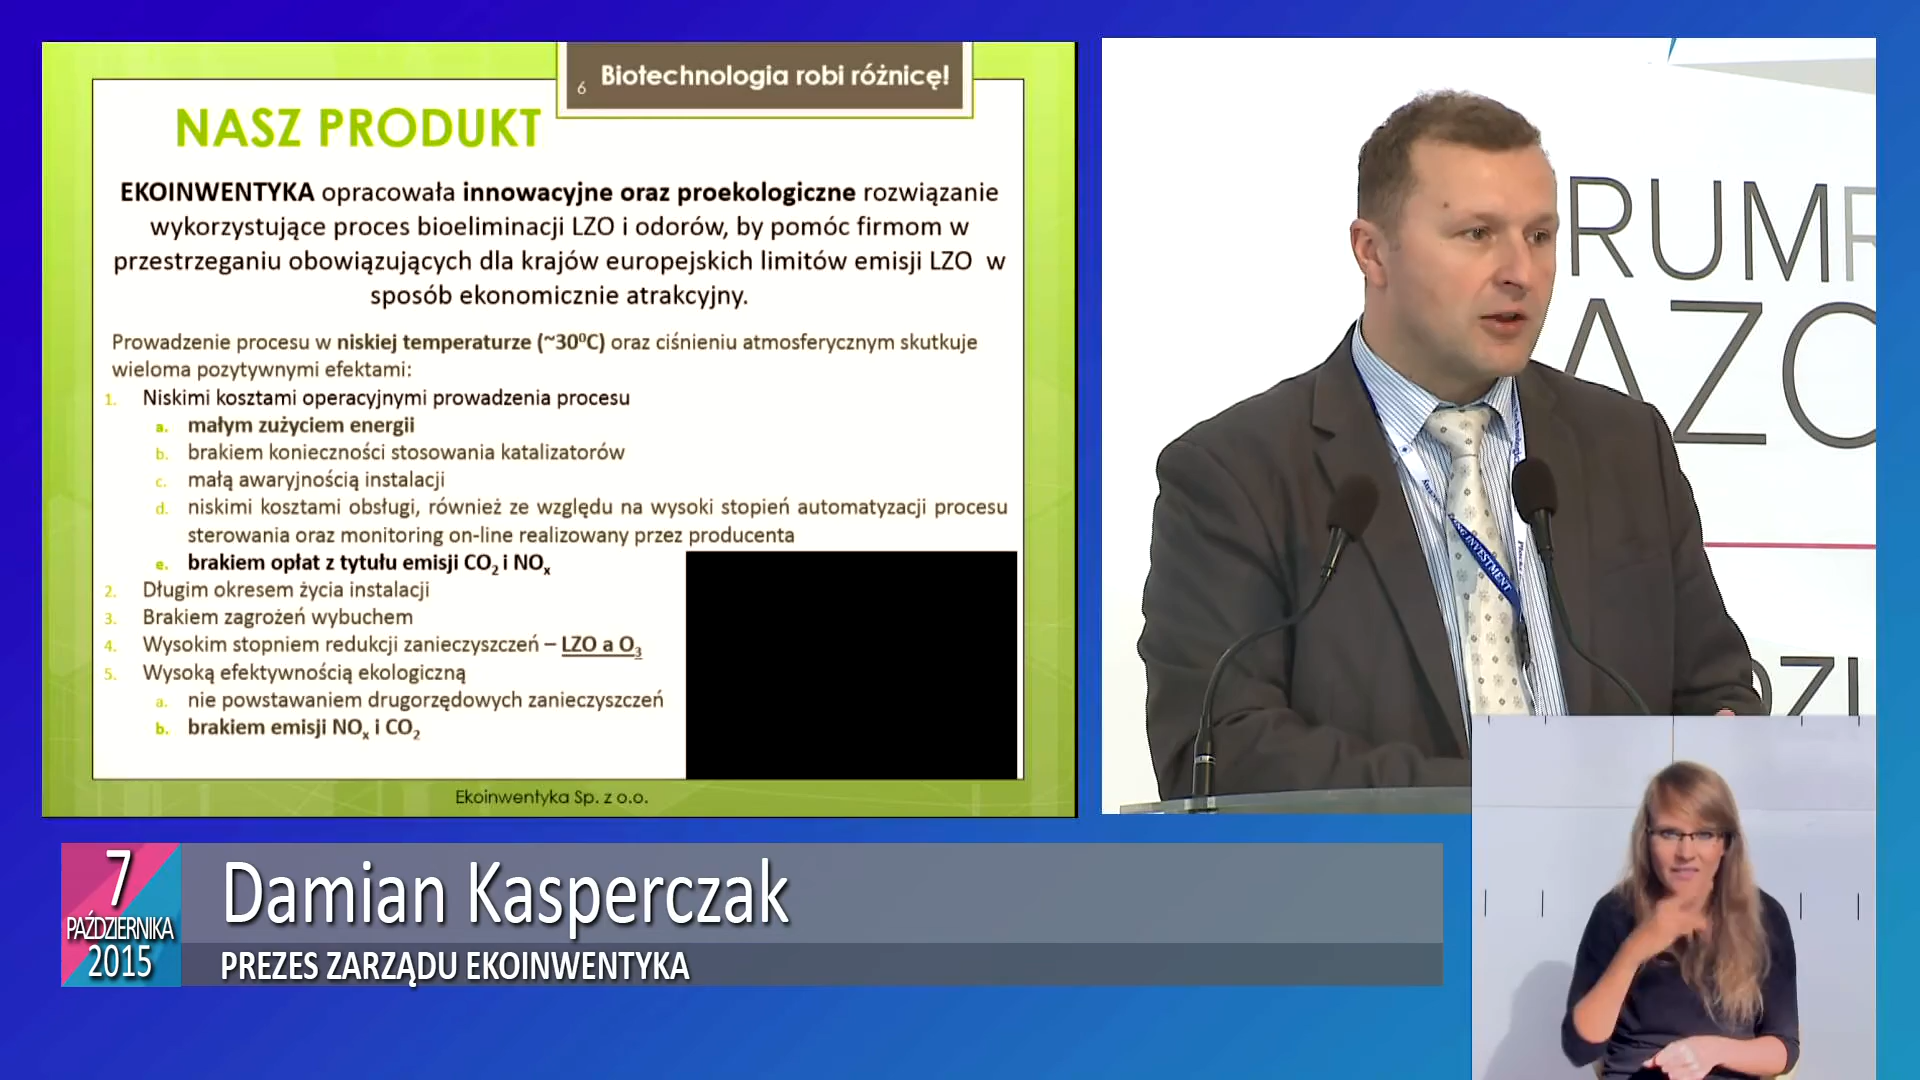 6 Biotechnologia robi różnicę!
NASZ PRODUKT
EKOINWENTYKA opracowała innowacyjne oraz proekologiczne rozwiązanie
wykorzystujące proces bioeliminacji LZO i odorów, by pomóc firmom w
przestrzeganiu obowiązujących dla krajów europejskich limitów emisji LZO w
sposób ekonomicznie atrakcyjny.
Prowadzenie procesu w niskiej temperaturze (~30⁰C) oraz ciśnieniu atmosferycznym skutkuje
wieloma pozytywnymi efektami:
1. Niskimi kosztami operacyjnymi prowadzenia procesu
a. małym zużyciem energii
b. brakiem konieczności stosowania katalizatorów
c. małą awaryjnością instalacji
d. niskimi kosztami obsługi, również ze względu na wysoki stopień automatyzacji procesu
sterowania oraz monitoring on-line realizowany przez producenta
e. brakiem opłat z tytułu emisji CO₂ i NOₓ
2. Długim okresem życia instalacji
3. Brakiem zagrożeń wybuchem
4. Wysokim stopniem redukcji zanieczyszczeń – LZO a O₃
5. Wysoką efektywnością ekologiczną
a. nie powstawaniem drugorzędowych zanieczyszczeń
b. brakiem emisji NOₓ i CO₂
Ekoinwentyka Sp. z o.o.
RUMR
AZO
DZI
INVESTMENT
7
PAŹDZIERNIKA
2015
Damian Kasperczak
PREZES ZARZĄDU EKOINWENTYKA